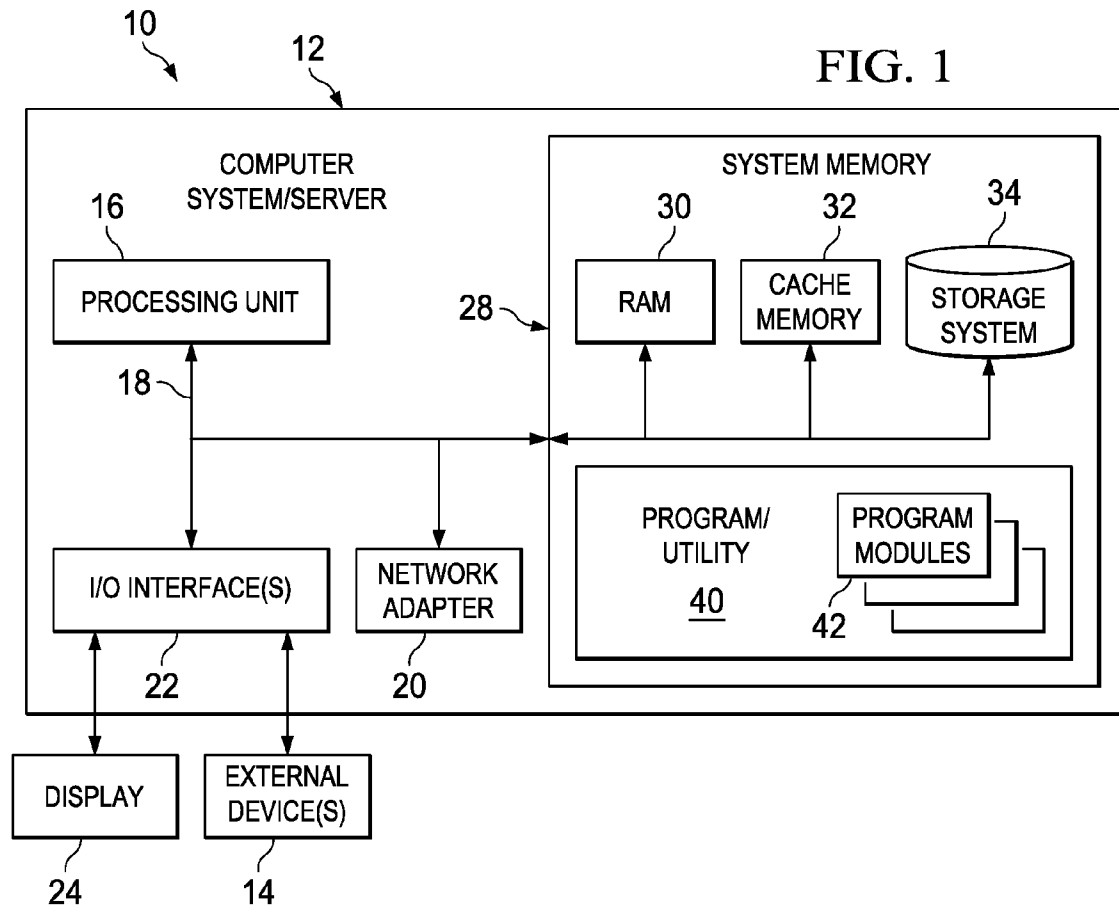 10
12
FIG. 1
COMPUTER
SYSTEM/SERVER
SYSTEM MEMORY
16
30
32
34
PROCESSING UNIT
RAM
CACHE
MEMORY
STORAGE
SYSTEM
28
18
PROGRAM/
UTILITY
40
PROGRAM
MODULES
42
I/O INTERFACE(S)
NETWORK
ADAPTER
22
20
DISPLAY
EXTERNAL
DEVICE(S)
24
14